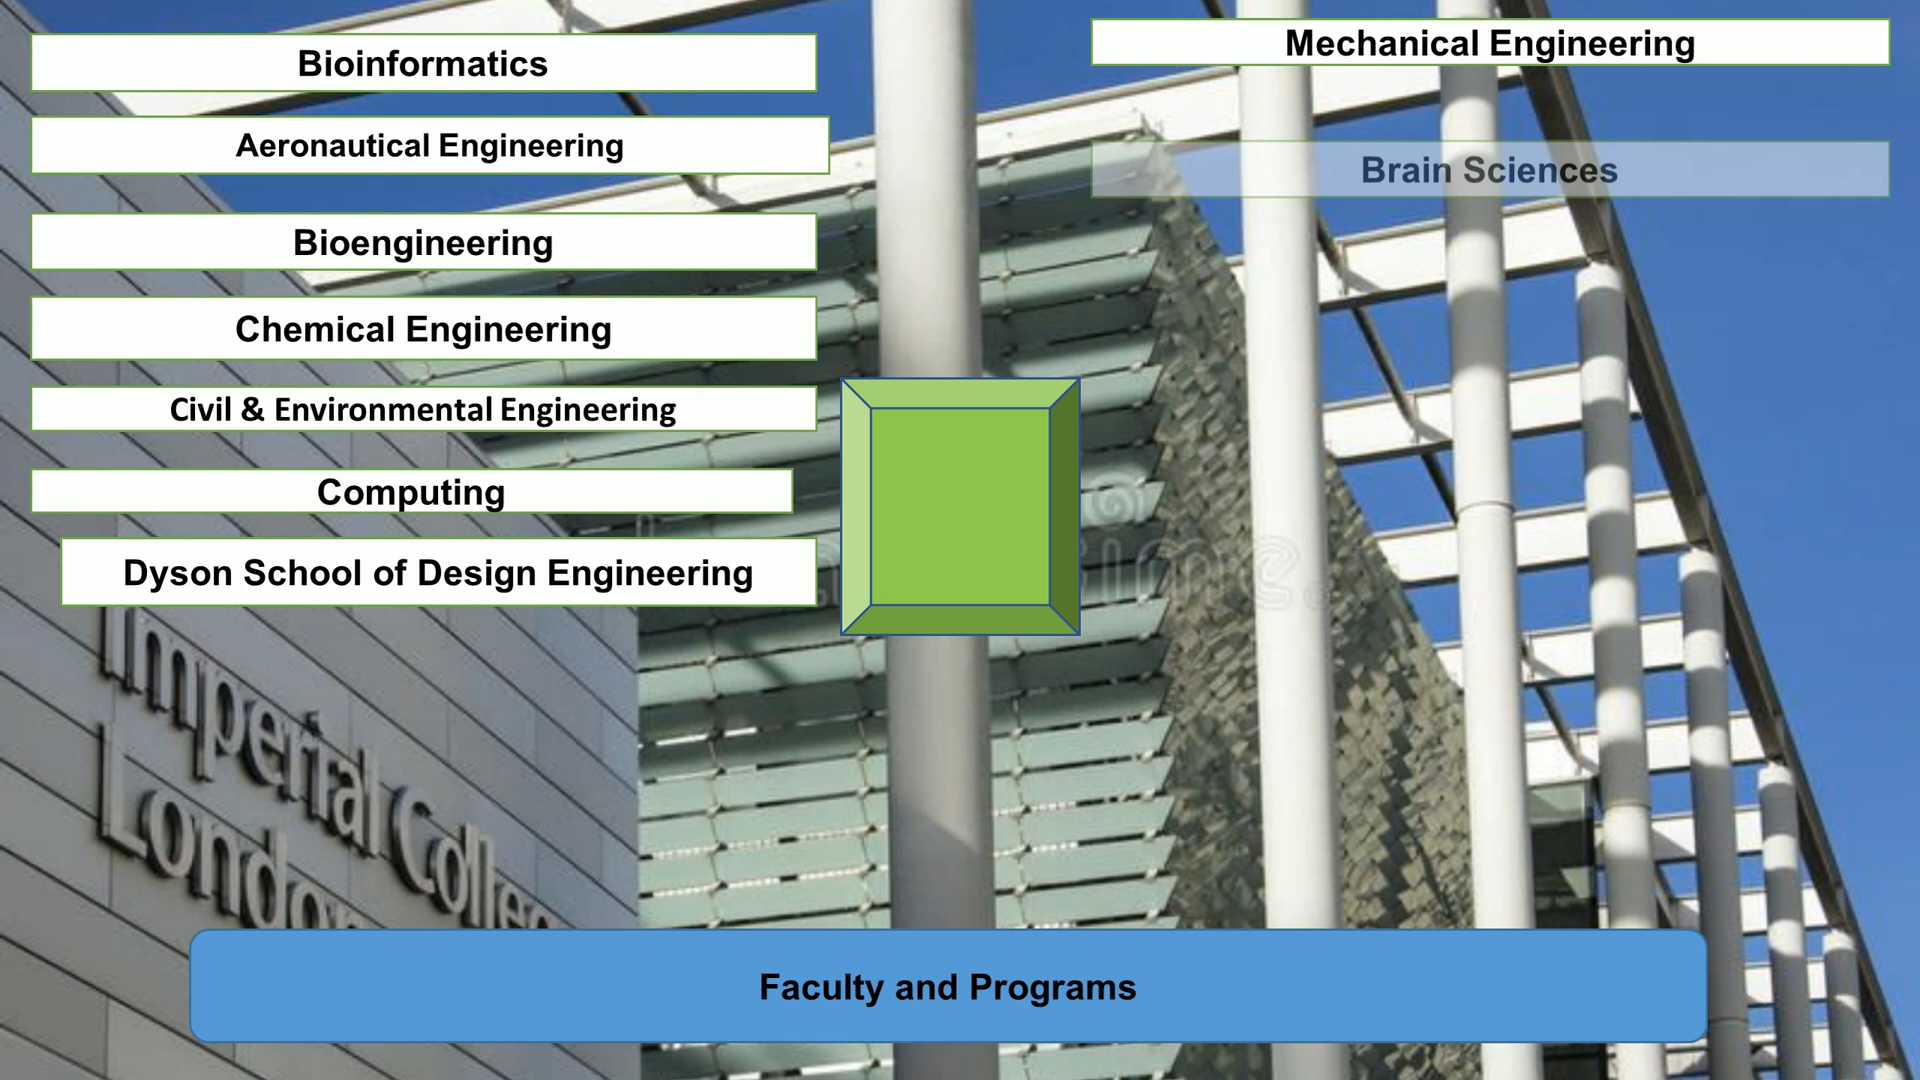 Bioinformatics
Aeronautical Engineering
Bioengineering
Chemical Engineering
Civil & Environmental Engineering
Computing
Dyson School of Design Engineering
Mechanical Engineering
Brain Sciences
Imperial College
London
Faculty and Programs